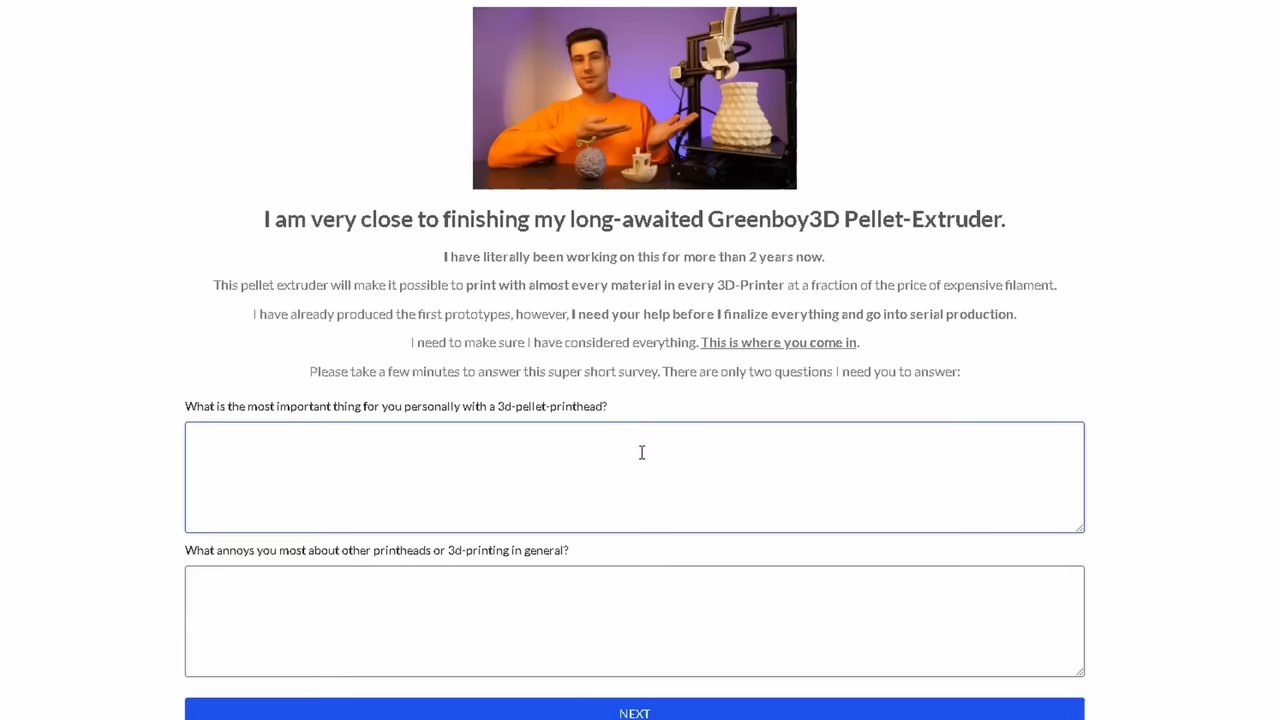 I am very close to finishing my long-awaited Greenboy3D Pellet-Extruder.
I have literally been working on this for more than 2 years now.
This pellet extruder will make it possible to print with almost every material in every 3D-Printer at a fraction of the price of expensive filament.
I have already produced the first prototypes, however, I need your help before I finalize everything and go into serial production.
I need to make sure I have considered everything. This is where you come in.
Please take a few minutes to answer this super short survey. There are only two questions I need you to answer:
What is the most important thing for you personally with a 3d-pellet-printhead?
What annoys you most about other printheads or 3d-printing in general?
NEXT